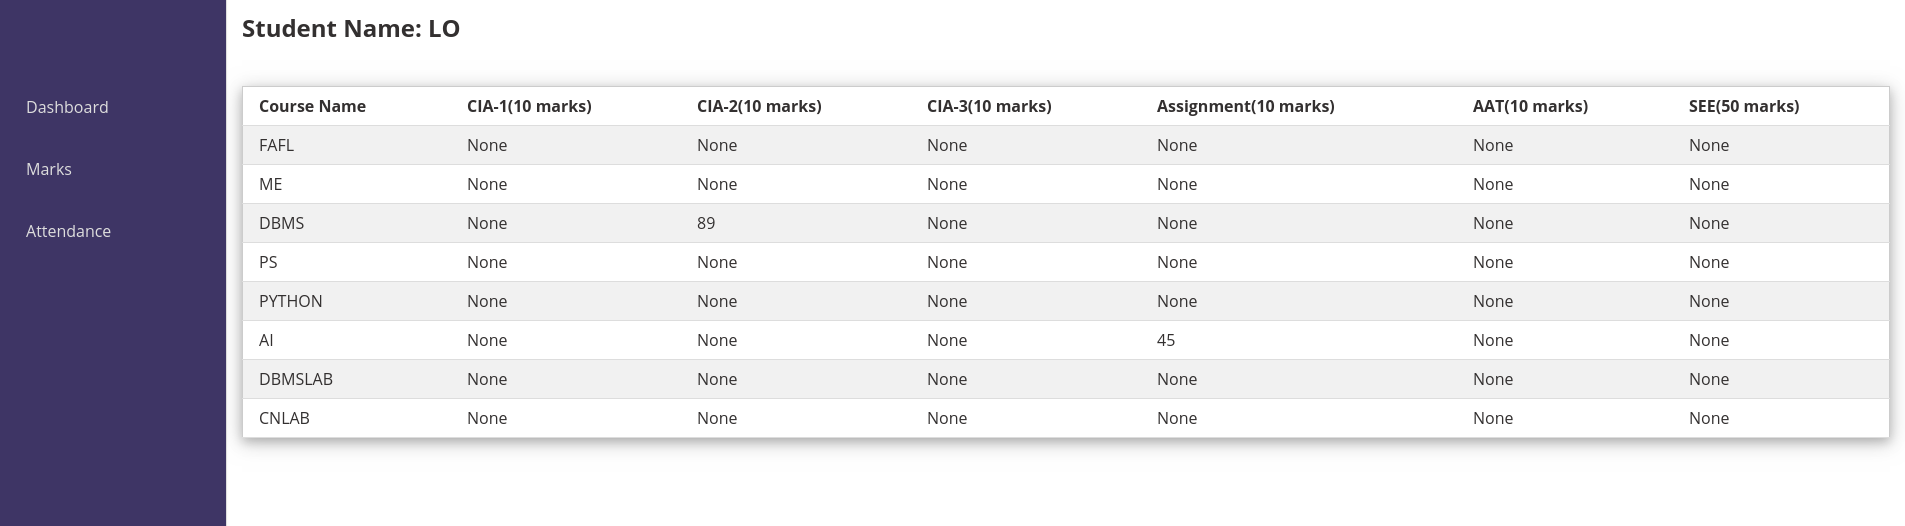 Student Name: LO
Dashboard
Marks
Attendance
Course Name CIA-1(10 marks) CIA-2(10 marks) CIA-3(10 marks) Assignment(10 marks) AAT(10 marks) SEE(50 marks)
FAFL None None None None None None
ME None None None None None None
DBMS None 89 None None None None
PS None None None None None None
PYTHON None None None None None None
AI None None None 45 None None
DBMSLAB None None None None None None
CNLAB None None None None None None